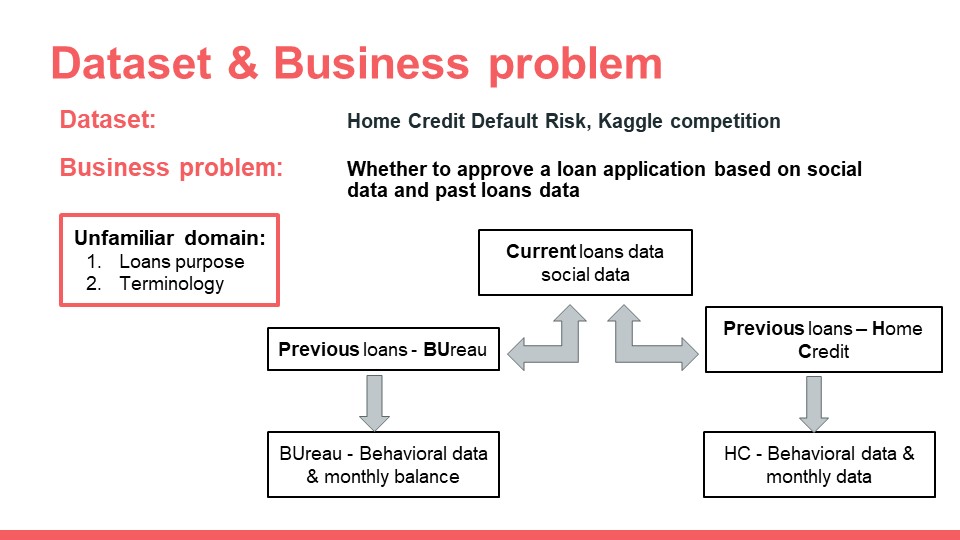 Dataset & Business problem
Dataset:
Home Credit Default Risk, Kaggle competition
Business problem:
Whether to approve a loan application based on social
data and past loans data
Unfamiliar domain:
1. Loans purpose
2. Terminology
Current loans data
social data
Previous loans - BUreau
Previous loans – Home
Credit
BUreau - Behavioral data
& monthly balance
HC - Behavioral data &
monthly data